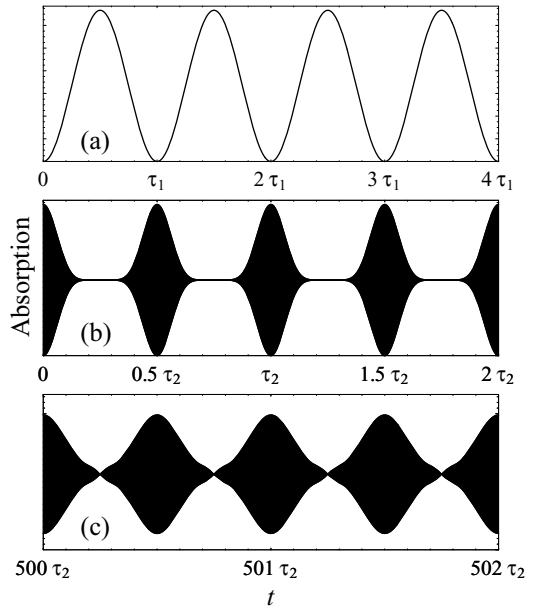 (a)
0 τ₁ 2 τ₁ 3 τ₁ 4 τ₁
Absorption
(b)
0 0.5 τ₂ τ₂ 1.5 τ₂ 2 τ₂
(c)
500 τ₂ 501 τ₂ 502 τ₂
t